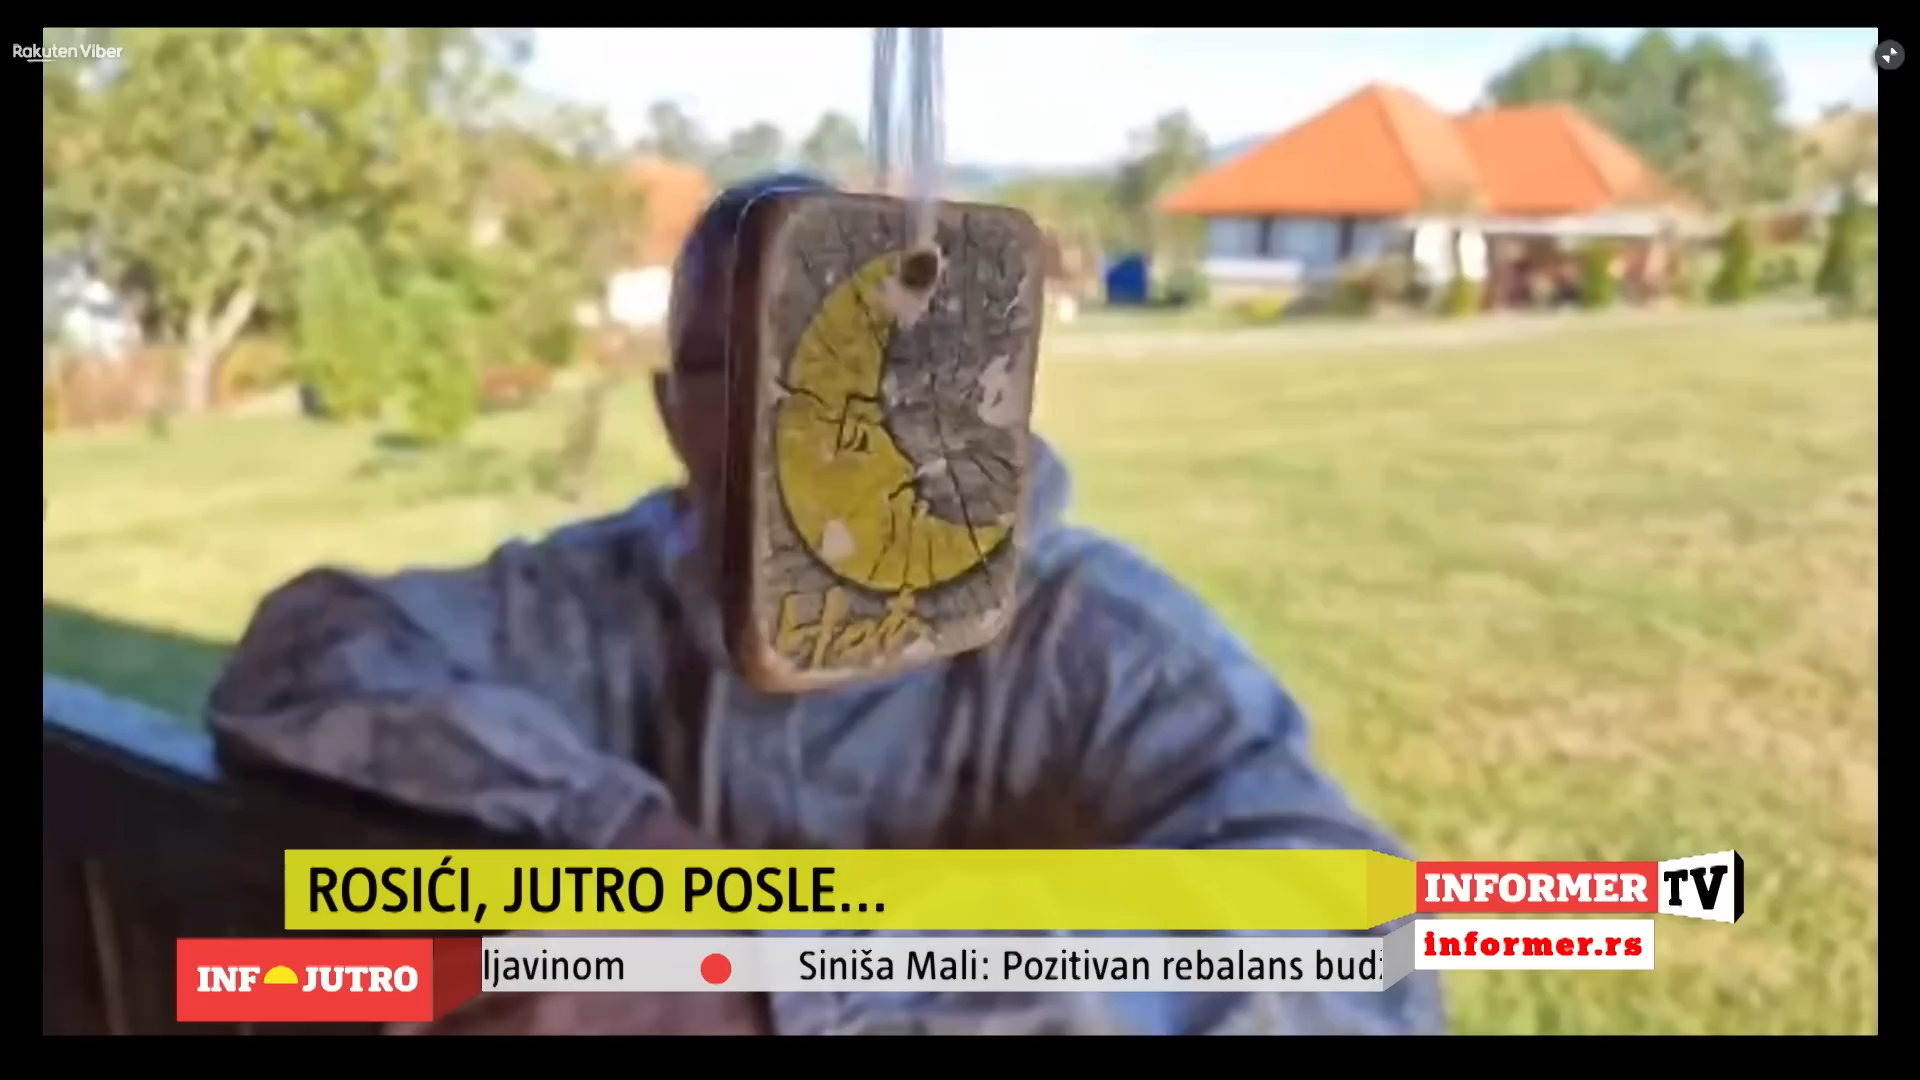 Rakuten Viber
ROSIĆI, JUTRO POSLE...
INFORMER TV
informer.rs
INF JUTRO
ljavinom
Siniša Mali: Pozitivan rebalans bud